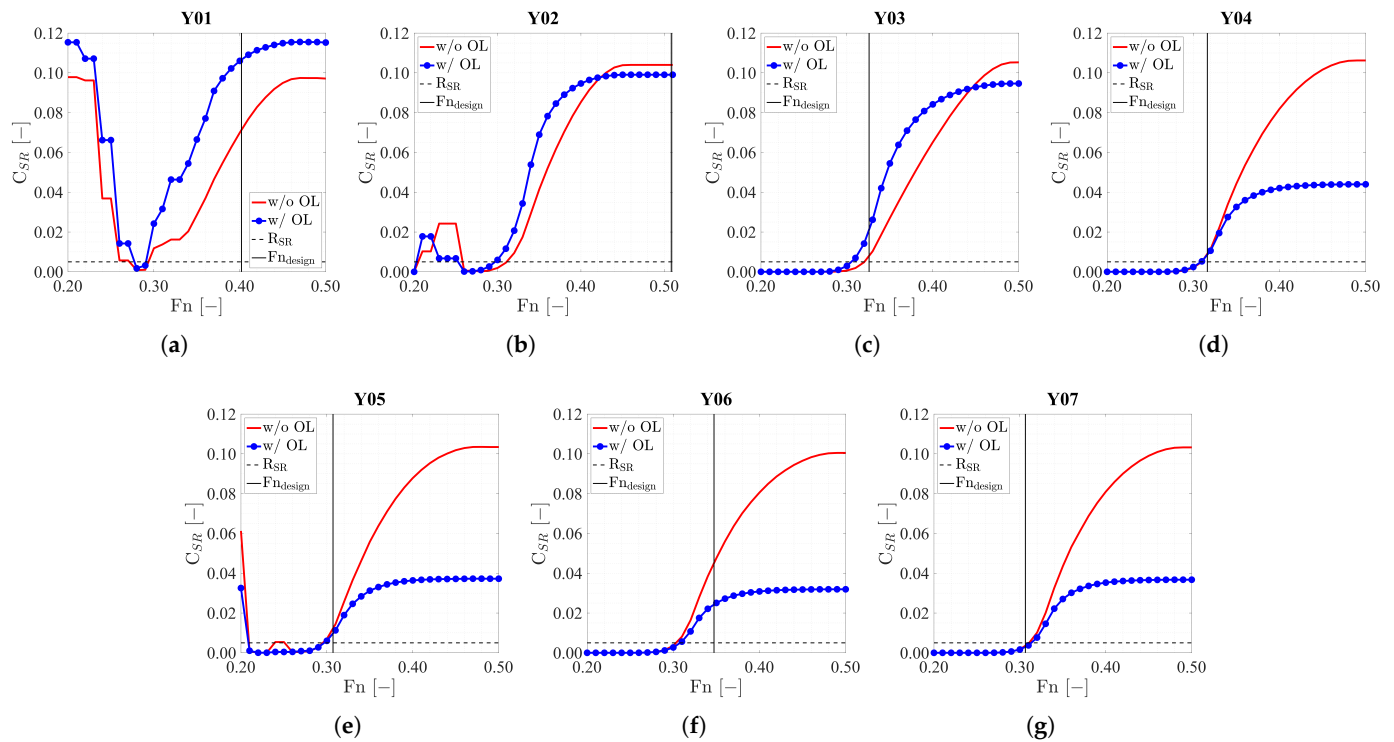 Y01
0.12
0.10
0.08
0.06
0.04
0.02
0.00
C_SR [−]
w/o OL
w/ OL
R_SR
Fn_design
0.20
0.30
0.40
0.50
Fn [−]
(a)
Y02
0.12
0.10
0.08
0.06
0.04
0.02
0.00
C_SR [−]
w/o OL
w/ OL
R_SR
Fn_design
0.20
0.30
0.40
0.50
Fn [−]
(b)
Y03
0.12
0.10
0.08
0.06
0.04
0.02
0.00
C_SR [−]
w/o OL
w/ OL
R_SR
Fn_design
0.20
0.30
0.40
0.50
Fn [−]
(c)
Y04
0.12
0.10
0.08
0.06
0.04
0.02
0.00
C_SR [−]
w/o OL
w/ OL
R_SR
Fn_design
0.20
0.30
0.40
0.50
Fn [−]
(d)
Y05
0.12
0.10
0.08
0.06
0.04
0.02
0.00
C_SR [−]
w/o OL
w/ OL
R_SR
Fn_design
0.20
0.30
0.40
0.50
Fn [−]
(e)
Y06
0.12
0.10
0.08
0.06
0.04
0.02
0.00
C_SR [−]
w/o OL
w/ OL
R_SR
Fn_design
0.20
0.30
0.40
0.50
Fn [−]
(f)
Y07
0.12
0.10
0.08
0.06
0.04
0.02
0.00
C_SR [−]
w/o OL
w/ OL
R_SR
Fn_design
0.20
0.30
0.40
0.50
Fn [−]
(g)